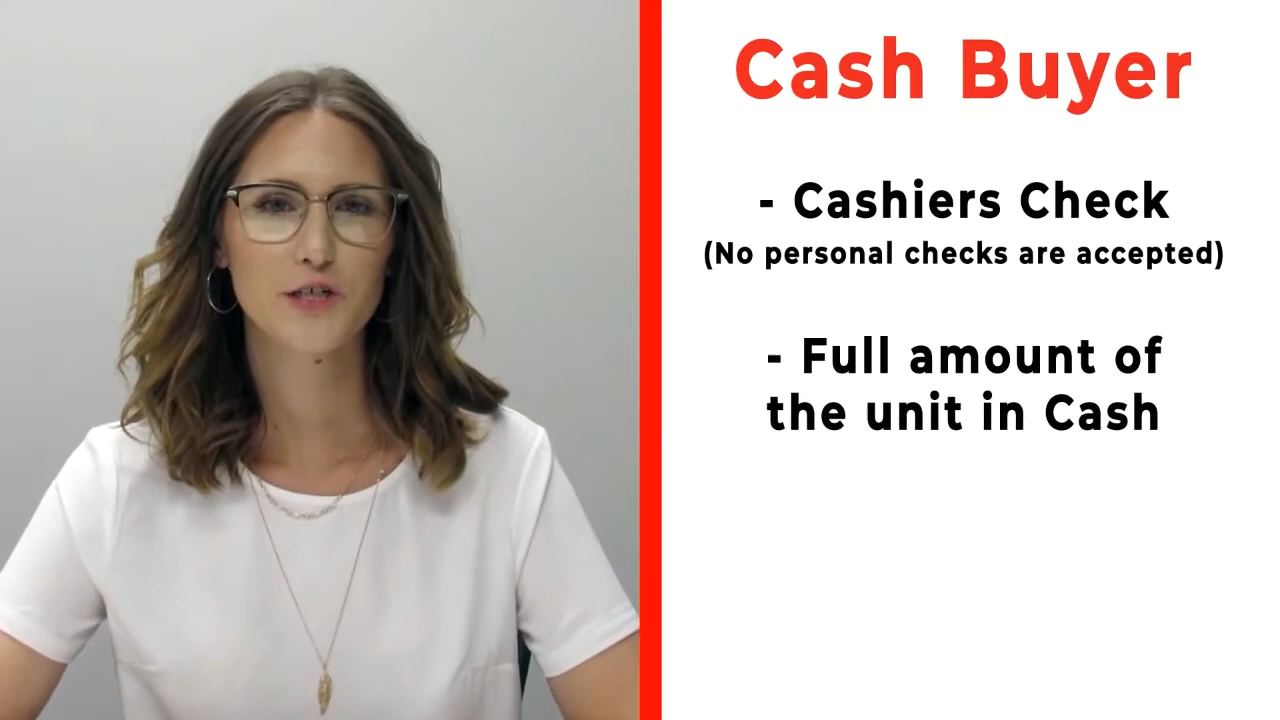 Cash Buyer
- Cashiers Check
(No personal checks are accepted)
- Full amount of
the unit in Cash